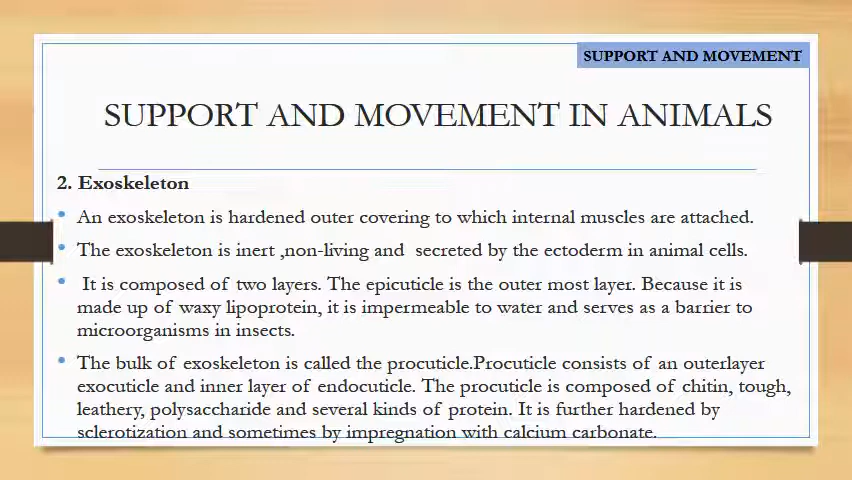 SUPPORT AND MOVEMENT
SUPPORT AND MOVEMENT IN ANIMALS
2. Exoskeleton
• An exoskeleton is hardened outer covering to which internal muscles are attached.
• The exoskeleton is inert ,non-living and secreted by the ectoderm in animal cells.
• It is composed of two layers. The epicuticle is the outer most layer. Because it is
made up of waxy lipoprotein, it is impermeable to water and serves as a barrier to
microorganisms in insects.
• The bulk of exoskeleton is called the procuticle.Procuticle consists of an outerlayer
exocuticle and inner layer of endocuticle. The procuticle is composed of chitin, tough,
leathery, polysaccharide and several kinds of protein. It is further hardened by
sclerotization and sometimes by impregnation with calcium carbonate.